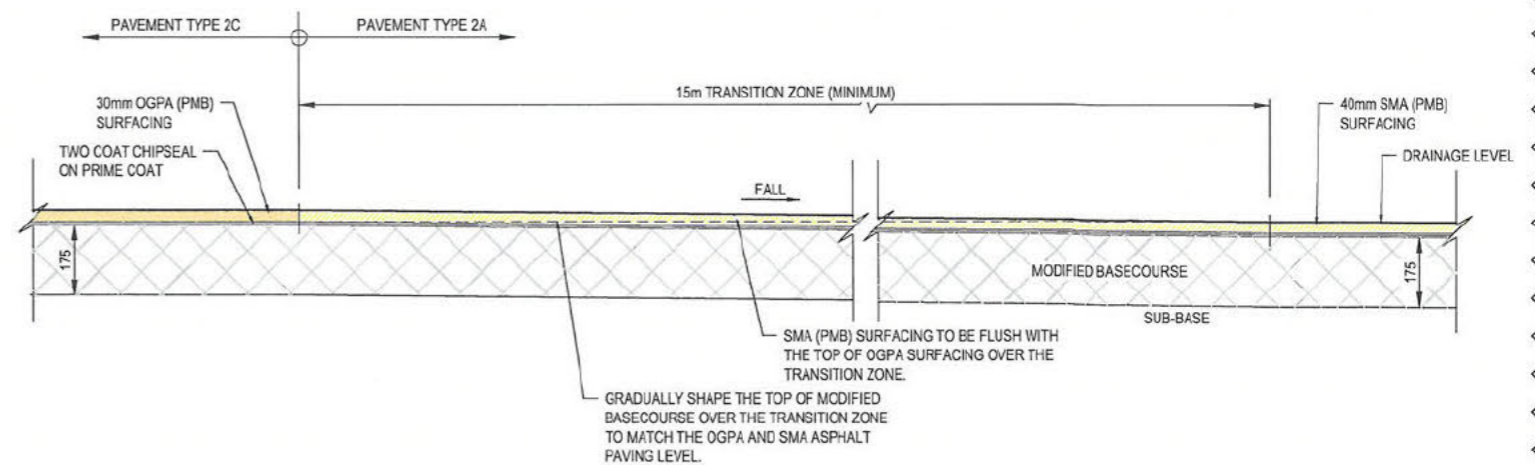 PAVEMENT TYPE 2C
PAVEMENT TYPE 2A
15m TRANSITION ZONE (MINIMUM)
30mm OGPA (PMB)
SURFACING
TWO COAT CHIPSEAL
ON PRIME COAT
40mm SMA (PMB)
SURFACING
DRAINAGE LEVEL
FALL
175
MODIFIED BASECOURSE
175
SUB-BASE
SMA (PMB) SURFACING TO BE FLUSH WITH
THE TOP OF OGPA SURFACING OVER THE
TRANSITION ZONE.
GRADUALLY SHAPE THE TOP OF MODIFIED
BASECOURSE OVER THE TRANSITION ZONE
TO MATCH THE OGPA AND SMA ASPHALT
PAVING LEVEL.